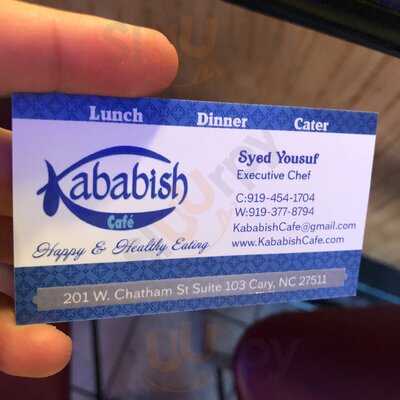 Lunch Dinner Cater
Kababish
Café
Happy & Healthy Eating
Syed Yousuf
Executive Chef
C:919-454-1704
W:919-377-8794
KababishCafe@gmail.com
www.KababishCafe.com
201 W. Chatham St Suite 103 Cary, NC 27511